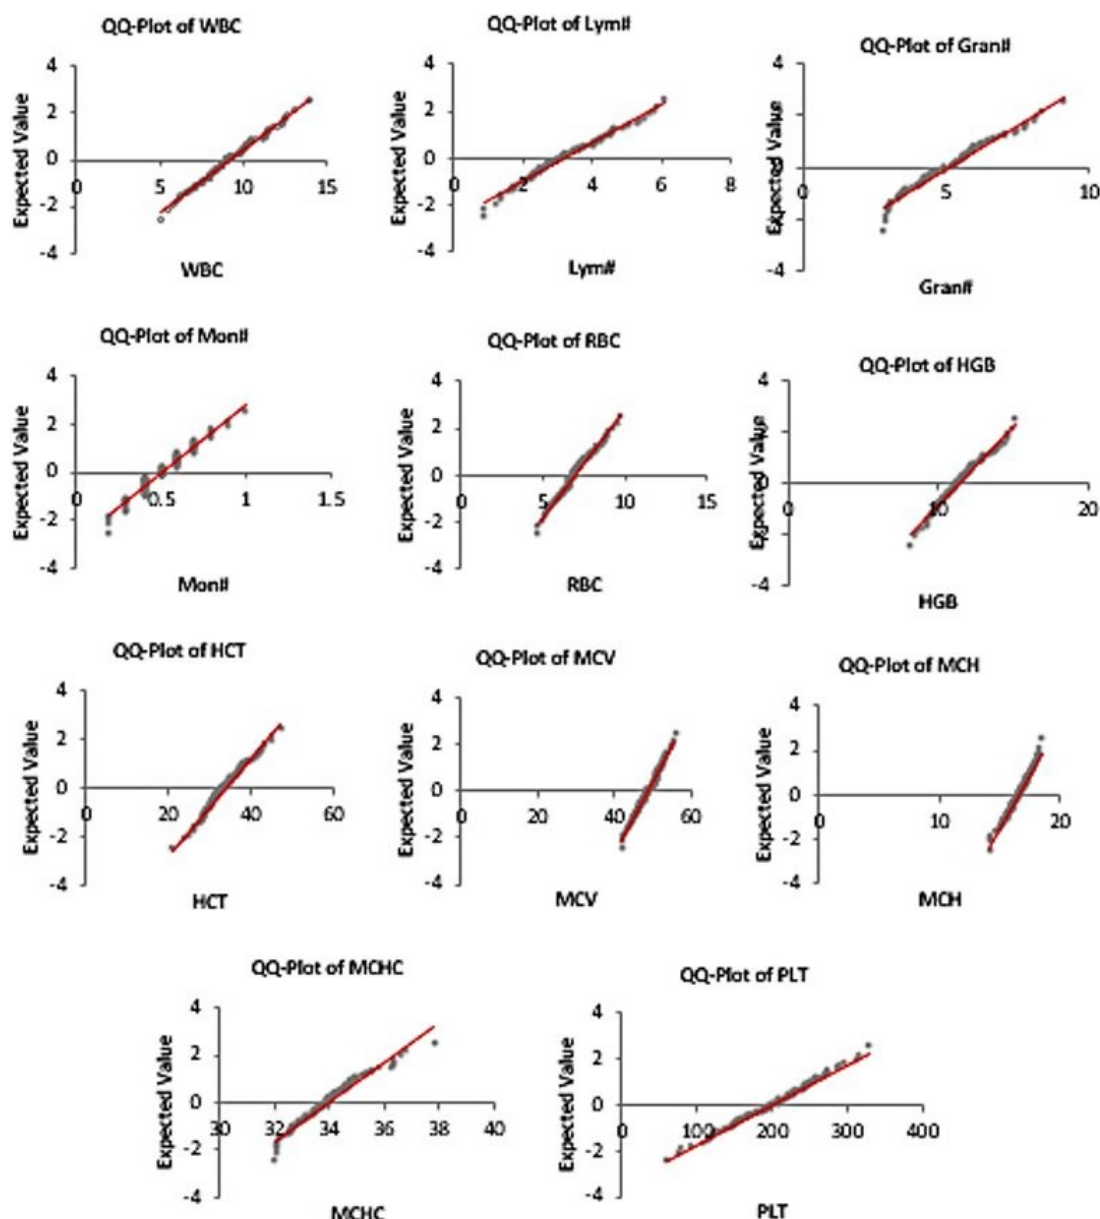 QQ-Plot of WBC
4
2
0
-2
-4
0 5 10 15
Expected Value
WBC
QQ-Plot of Lym#
4
2
0
-2
-4
0 2 4 6 8
Expected Value
Lym#
QQ-Plot of Gran#
4
2
-2
-4
0 5 10
Expected Value
Gran#
QQ-Plot of Mon#
4
2
0
-2
-4
0 0.5 1 1.5
Expected Value
Mon#
QQ-Plot of RBC
4
2
0
-2
-4
0 5 10 15
Expected Value
RBC
QQ-Plot of HGB
4
-4
0 10 20
Expected Value
HGB
QQ-Plot of HCT
4
2
0
-2
-4
0 20 40 60
Expected Value
HCT
QQ-Plot of MCV
4
2
0
-2
-4
0 20 40 60
Expected Value
MCV
QQ-Plot of MCH
4
2
0
-2
-4
0 10 20
Expected Value
MCH
QQ-Plot of MCHC
4
2
0
-2
-4
30 32 34 36 38 40
Expected Value
MCHC
QQ-Plot of PLT
4
2
0
-2
-4
0 100 200 300 400
Expected Value
PLT